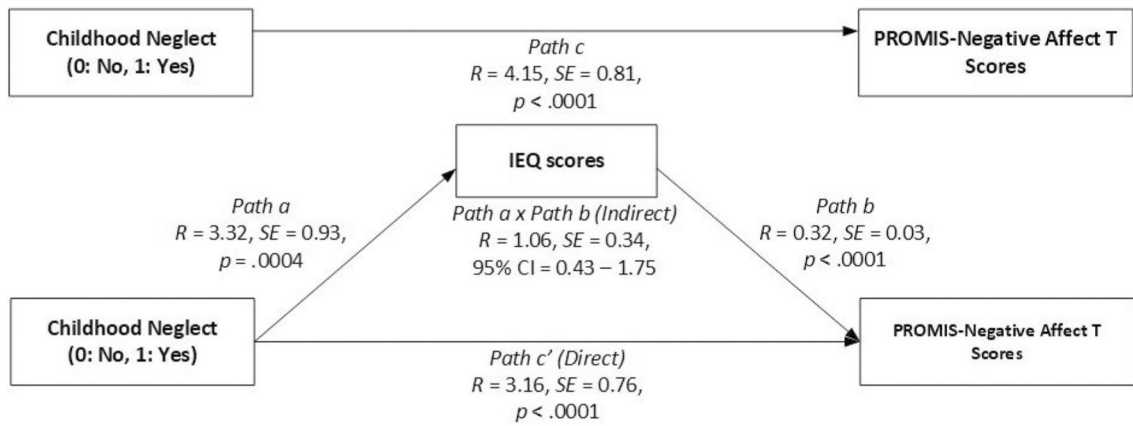 Childhood Neglect
(0: No, 1: Yes)
Path c
R = 4.15, SE = 0.81,
p < .0001
PROMIS-Negative Affect T
Scores
IEQ scores
Path a
R = 3.32, SE = 0.93,
p = .0004
Path a x Path b (Indirect)
R = 1.06, SE = 0.34,
95% CI = 0.43 – 1.75
Path b
R = 0.32, SE = 0.03,
p < .0001
Childhood Neglect
(0: No, 1: Yes)
Path c’ (Direct)
R = 3.16, SE = 0.76,
p < .0001
PROMIS-Negative Affect T
Scores